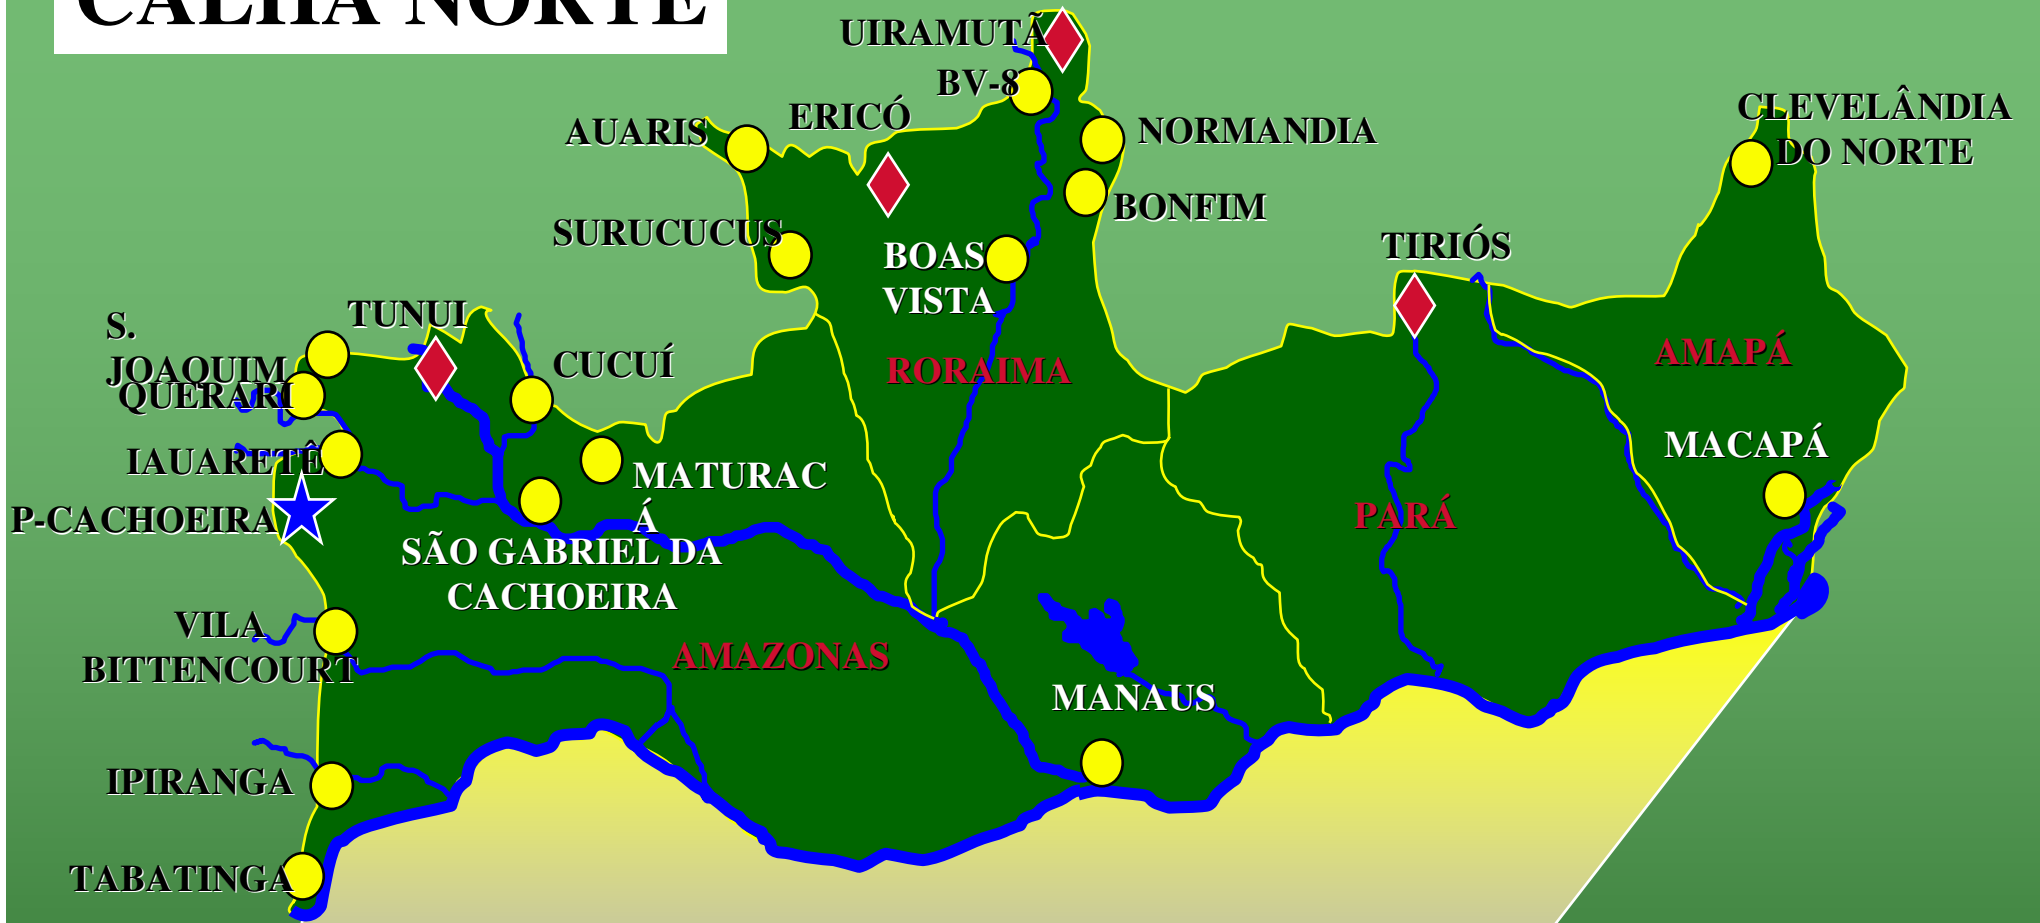 CALHA NORTE
UIRAMUTÃ
BV-8
CLEVELÂNDIA
DO NORTE
ERICÓ
AUARIS
NORMANDIA
BONFIM
SURUCUCUS
BOAS
VISTA
TIRIÓS
TUNUI
S.
JOAQUIM
QUERARI
CUCUÍ
RORAIMA
AMAPÁ
MACAPÁ
IAUARETÊ
MATURAC
Á
P-CACHOEIRA
PARÁ
SÃO GABRIEL DA
CACHOEIRA
VILA
BITTENCOURT
AMAZONAS
MANAUS
IPIRANGA
TABATINGA